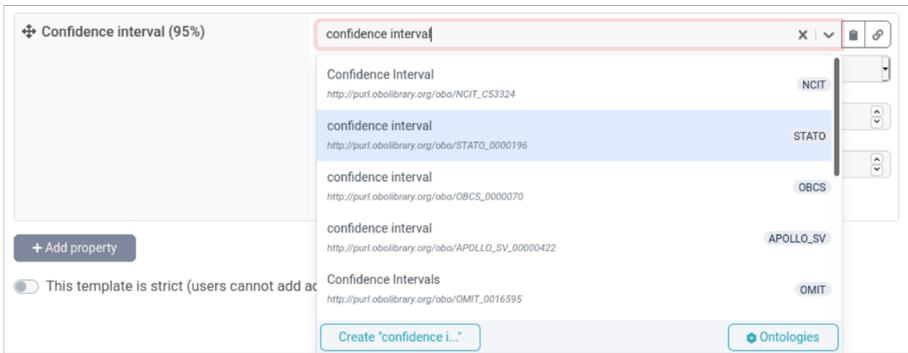 Confidence interval (95%)
confidence interval
Confidence Interval
http://purl.obolibrary.org/obo/NCIT_C53324
NCIT
confidence interval
http://purl.obolibrary.org/obo/STATO_0000196
STATO
confidence interval
http://purl.obolibrary.org/obo/OBCS_0000070
OBCS
confidence interval
http://purl.obolibrary.org/obo/APOLLO_SV_00000422
APOLLO_SV
Confidence Intervals
http://purl.obolibrary.org/obo/OMIT_0016595
OMIT
+ Add property
This template is strict (users cannot add ac
Create "confidence i..."
Ontologies